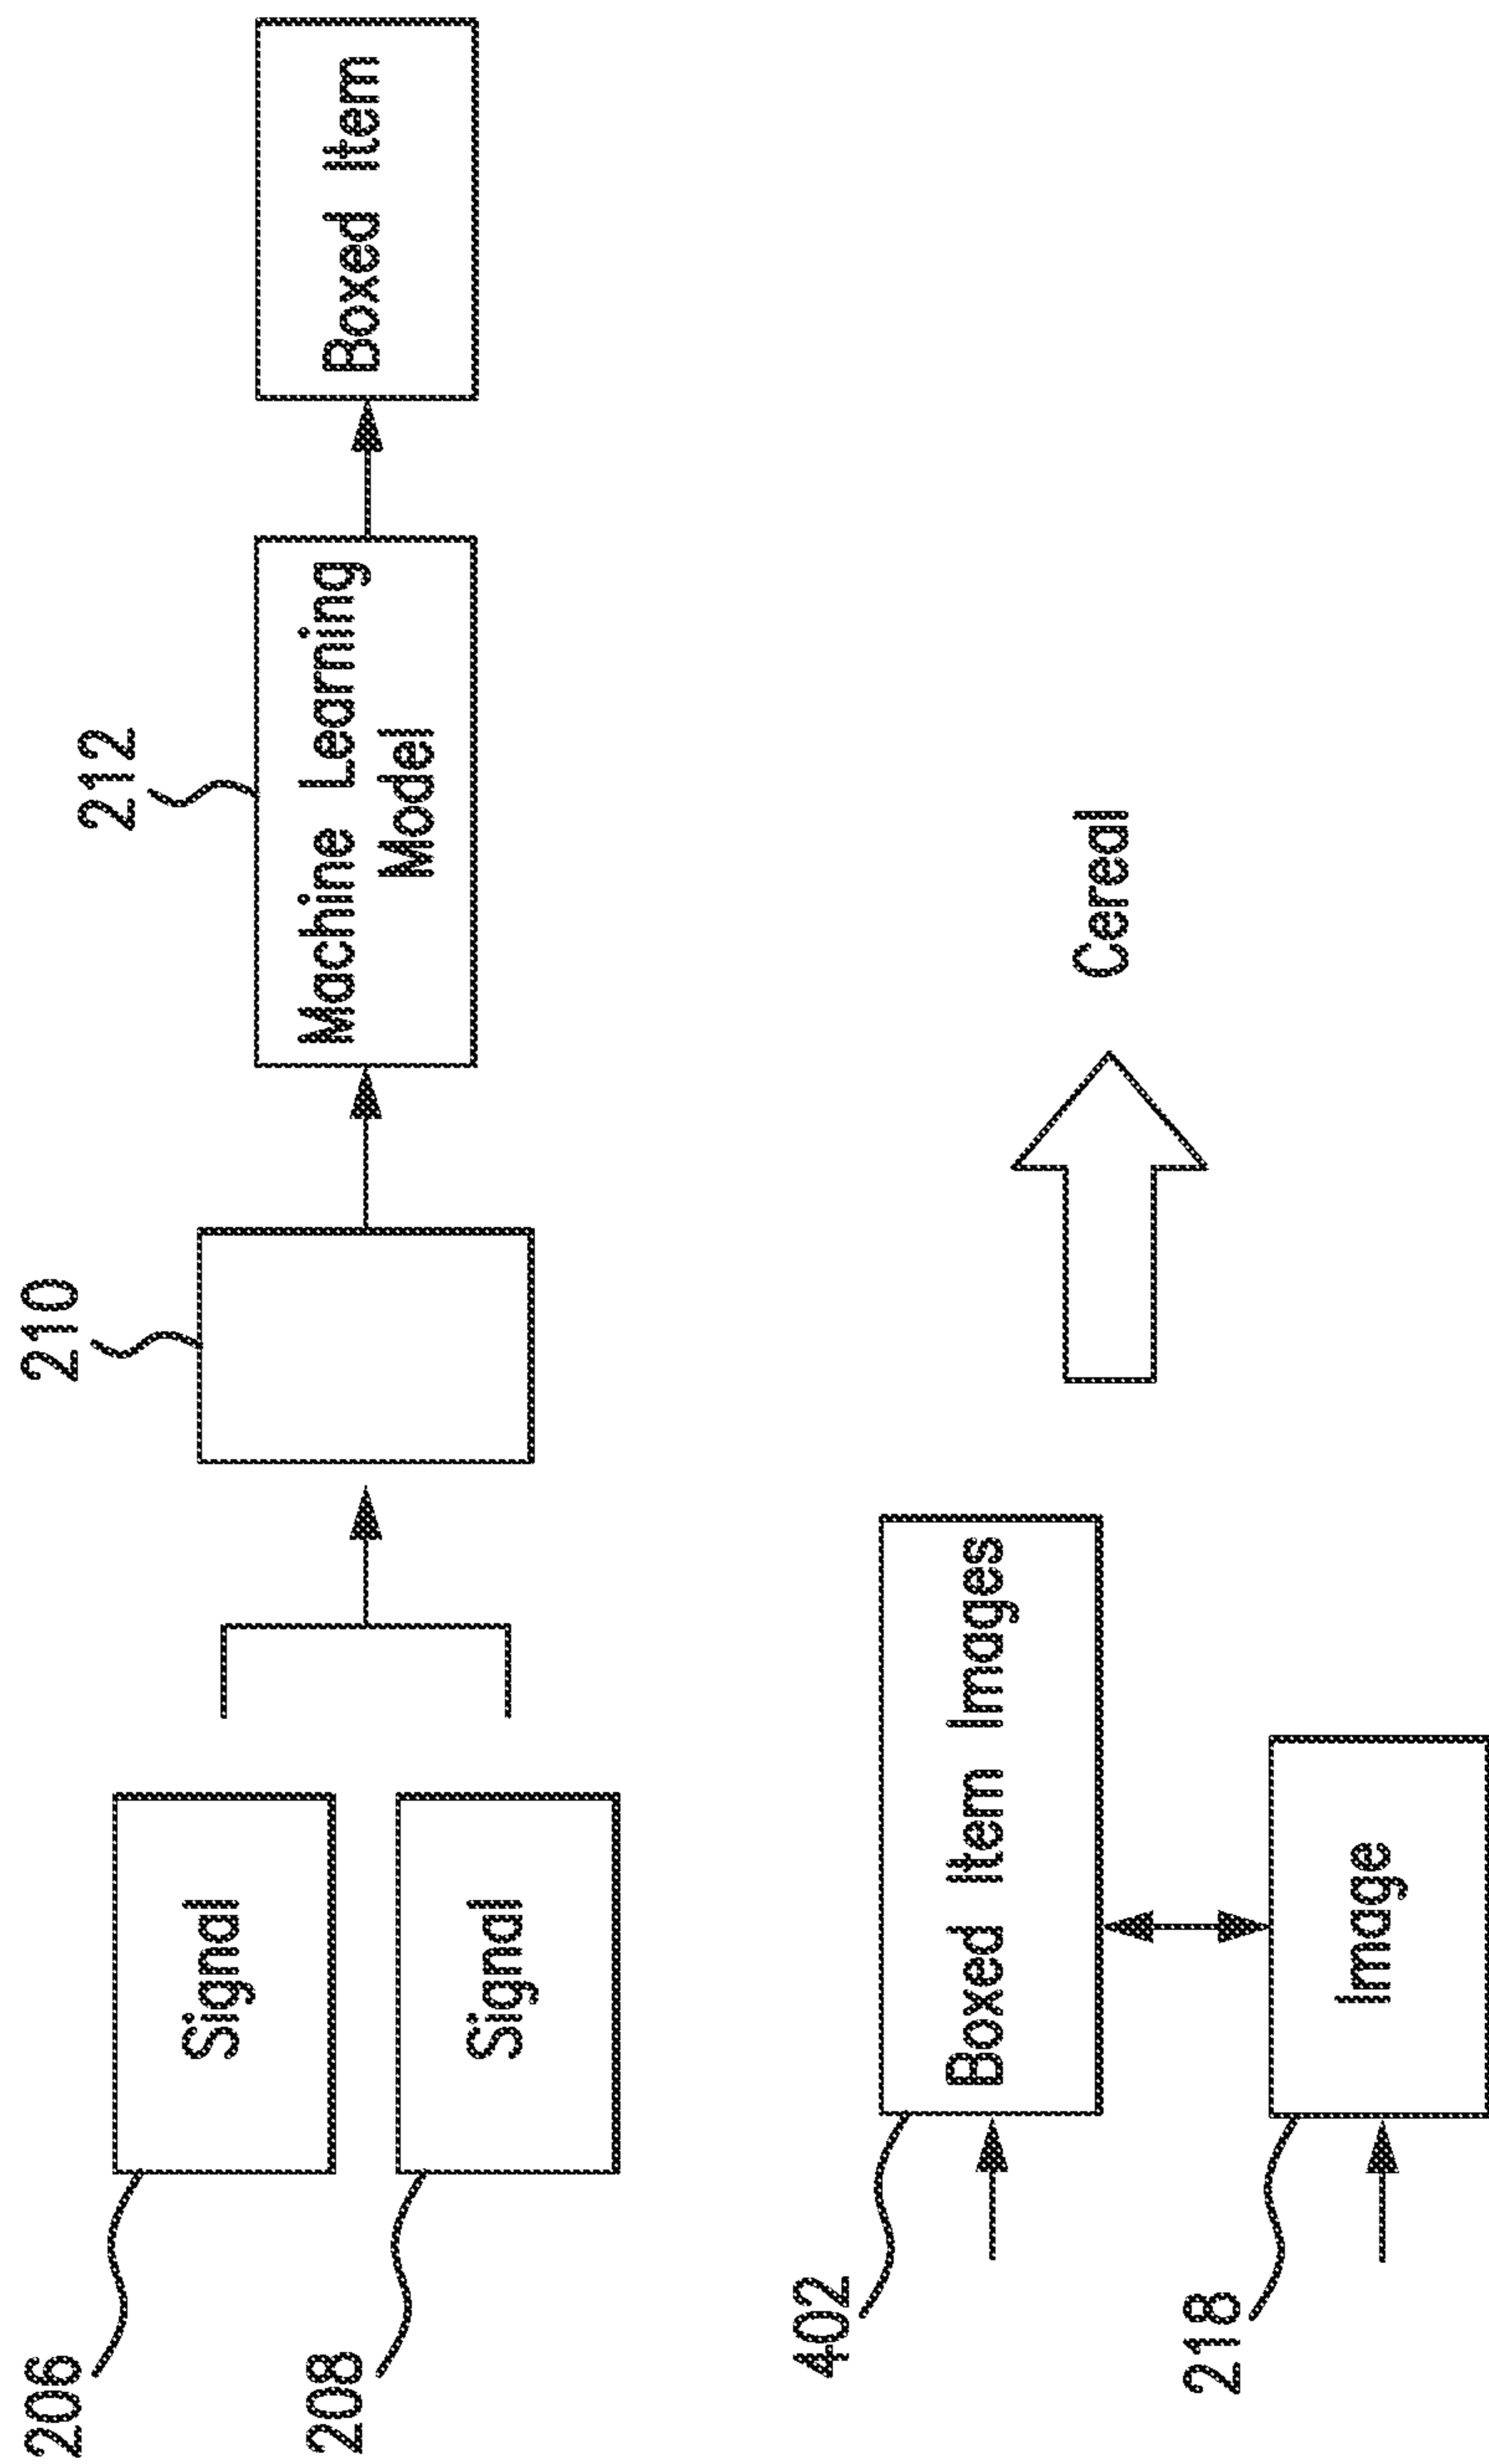 206
Signal
208
Signal
210
212
Machine Learning
Model
Boxed Item
402
Boxed Item Images
218
Image
Cereal